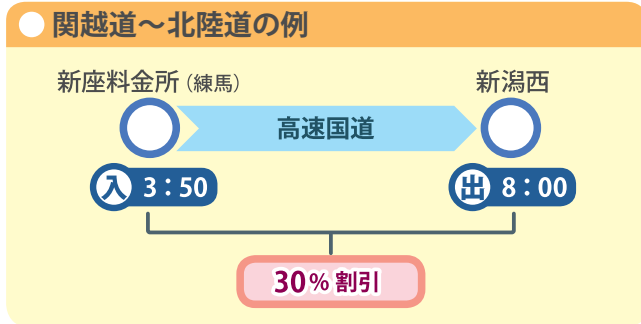 関越道～北陸道の例
新座料金所（練馬）
新潟西
高速国道
入 3：50
出 8：00
30％割引